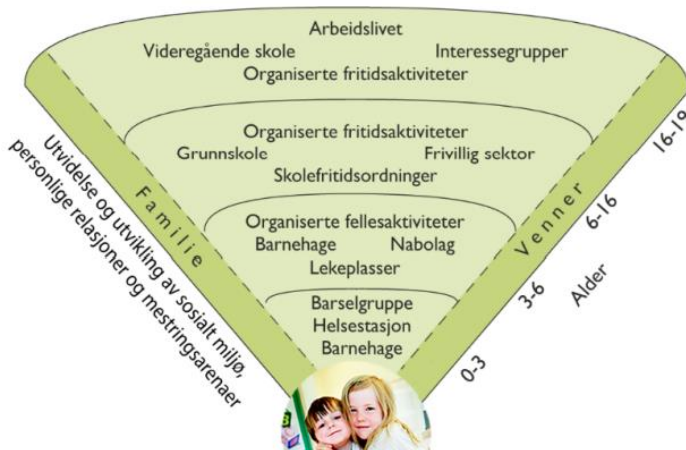 Arbeidslivet
Videregående skole
Interessegrupper
Organiserte fritidsaktiviteter
Organiserte fritidsaktiviteter
Grunnskole
Frivillig sektor
Skolefritidsordninger
Organiserte fellesaktiviteter
Barnehage
Nabolag
Lekeplasser
Barselgruppe
Helsestasjon
Barnehage
Familie
Venner
Utvidelse og utvikling av sosialt miljø,
personlige relasjoner og mestringsarenaer
0-3
3-6
6-16
Alder